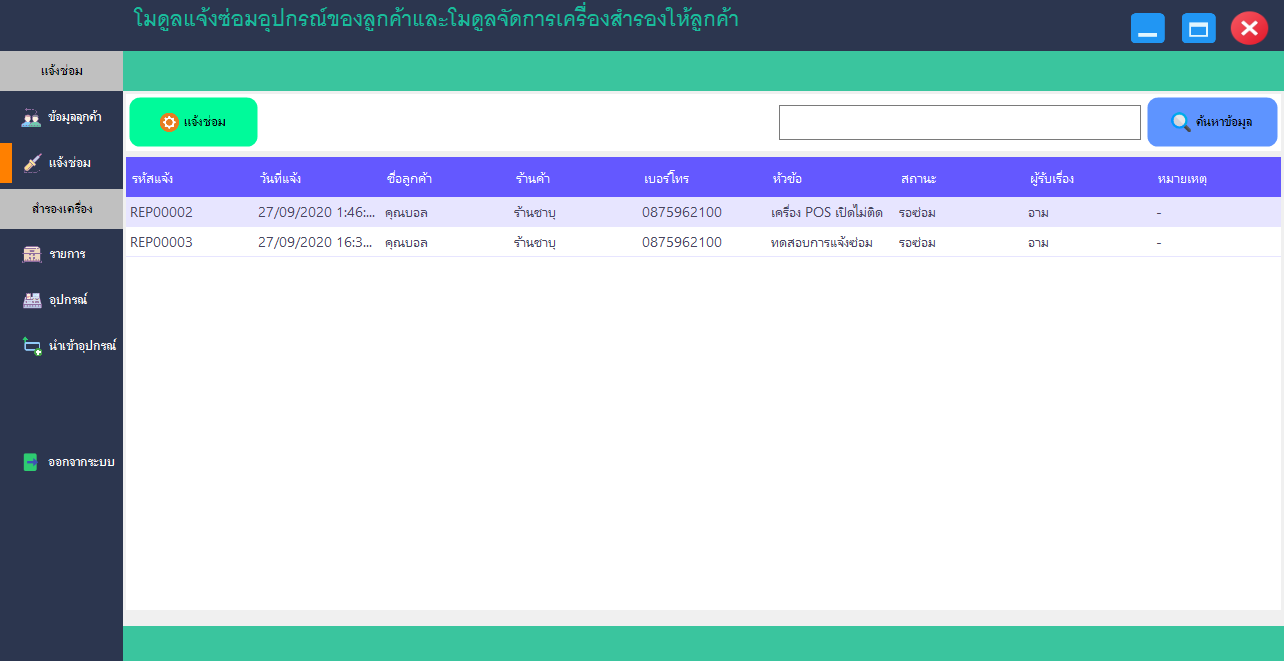 โมดูลแจ้งซ่อมอุปกรณ์ของลูกค้าและโมดูลจัดการเครื่องสำรองให้ลูกค้า
แจ้งซ่อม
ข้อมูลลูกค้า
แจ้งซ่อม
สำรองเครื่อง
รายการ
อุปกรณ์
นำเข้าอุปกรณ์
ออกจากระบบ
แจ้งซ่อม ค้นหาข้อมูล
รหัสแจ้ง วันที่แจ้ง ชื่อลูกค้า ร้านค้า เบอร์โทร หัวข้อ สถานะ ผู้รับเรื่อง หมายเหตุ
REP00002 27/09/2020 1:46:... คุณบอล ร้านชาบุ 0875962100 เครื่อง POS เปิดไม่ติด รอซ่อม อาม -
REP00003 27/09/2020 16:3... คุณบอล ร้านชาบุ 0875962100 ทดสอบการแจ้งซ่อม รอซ่อม อาม -